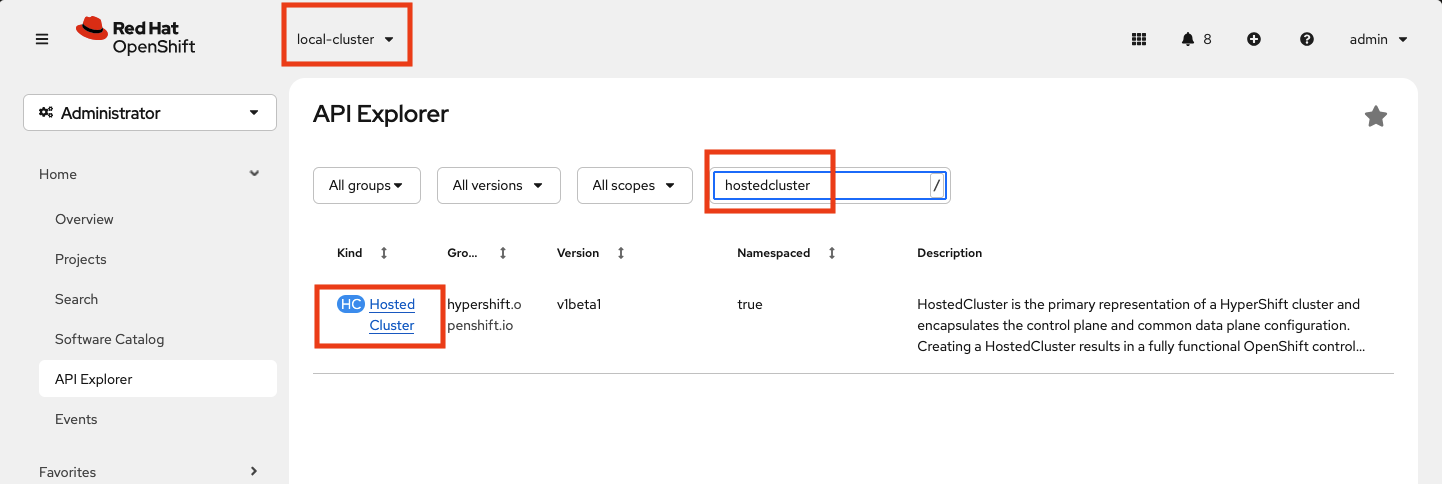 Red Hat
OpenShift
local-cluster
8
admin
Administrator
Home
Overview
Projects
Search
Software Catalog
API Explorer
Events
Favorites
API Explorer
All groups
All versions
All scopes
hostedcluster
/
Kind Gro... Version Namespaced Description
HC Hosted hypershift.o v1beta1 true HostedCluster is the primary representation of a HyperShift cluster and
Cluster penshift.io encapsulates the control plane and common data plane configuration.
Creating a HostedCluster results in a fully functional OpenShift control...